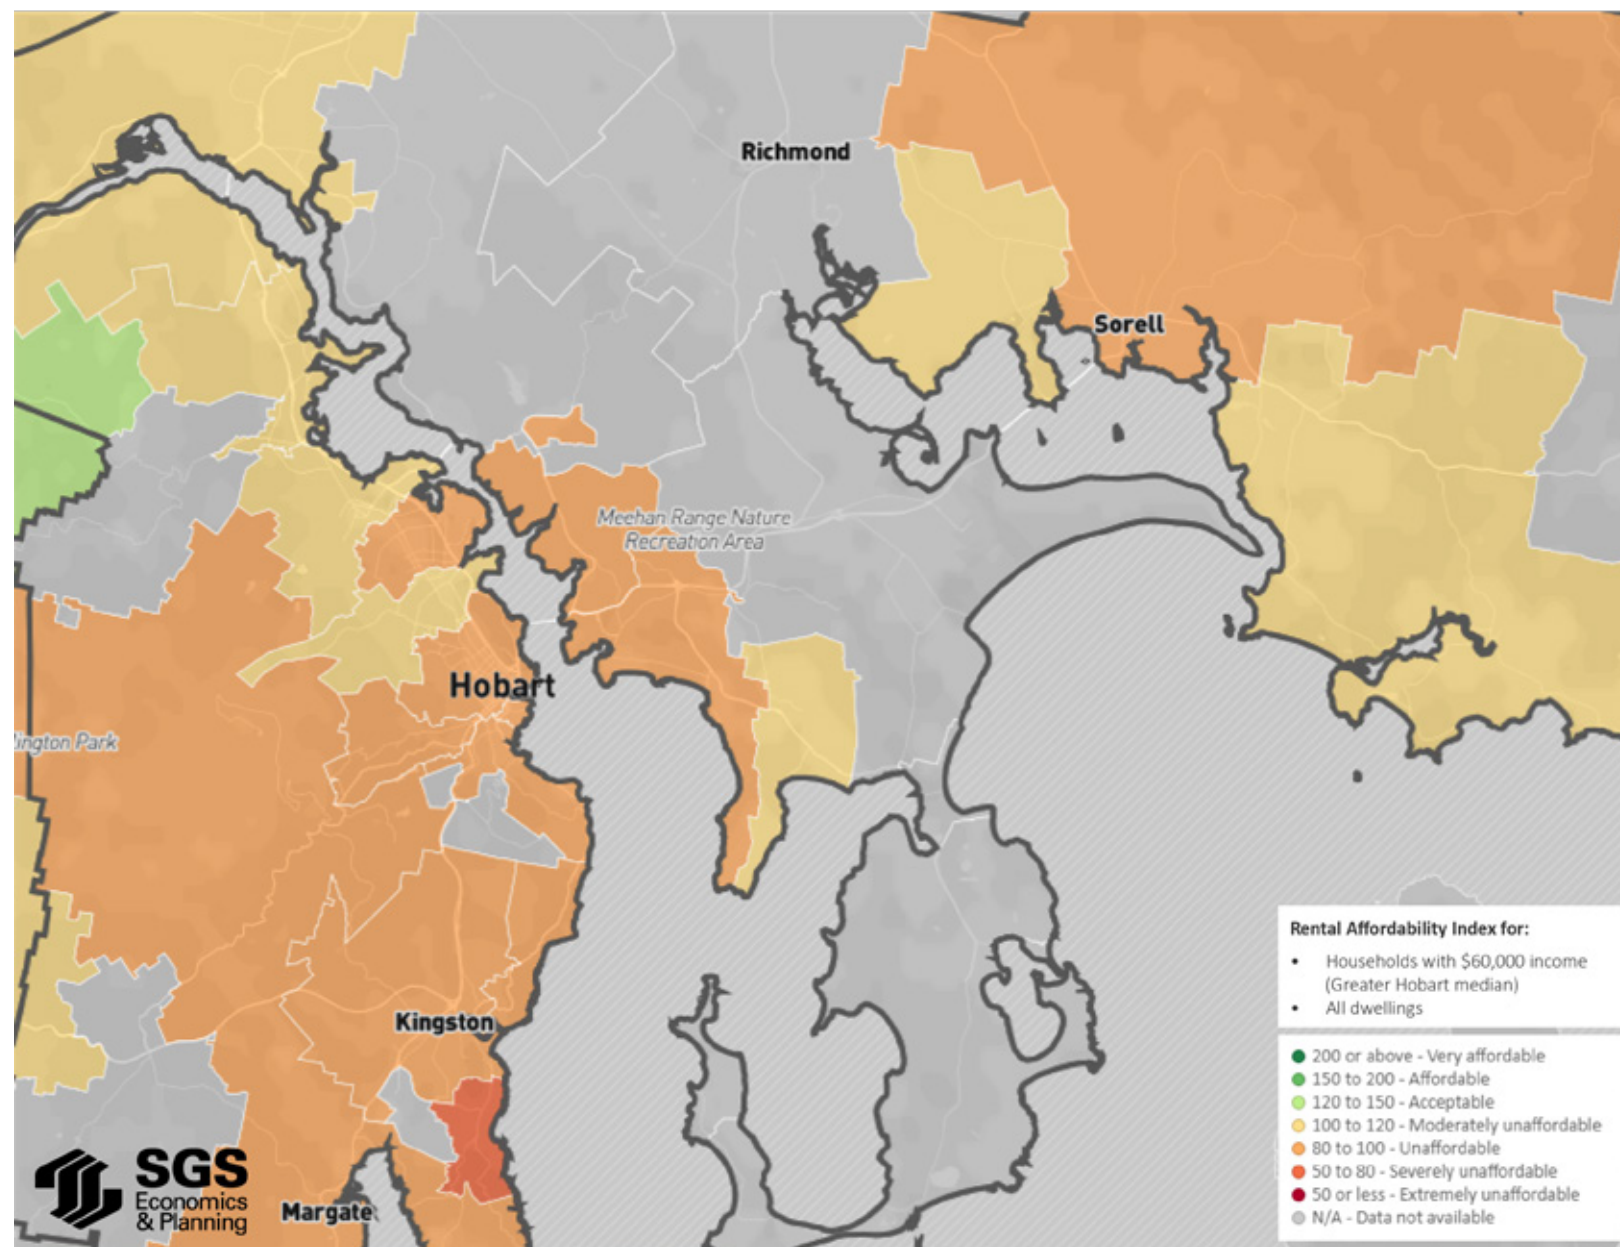 Richmond
Sorell
Meehan Range Nature
Recreation Area
Hobart
lington Park
Kingston
Margate
SGS
Economics
& Planning
Rental Affordability Index for:
• Households with $60,000 income
(Greater Hobart median)
• All dwellings
200 or above - Very affordable
150 to 200 - Affordable
120 to 150 - Acceptable
100 to 120 - Moderately unaffordable
80 to 100 - Unaffordable
50 to 80 - Severely unaffordable
50 or less - Extremely unaffordable
N/A - Data not available